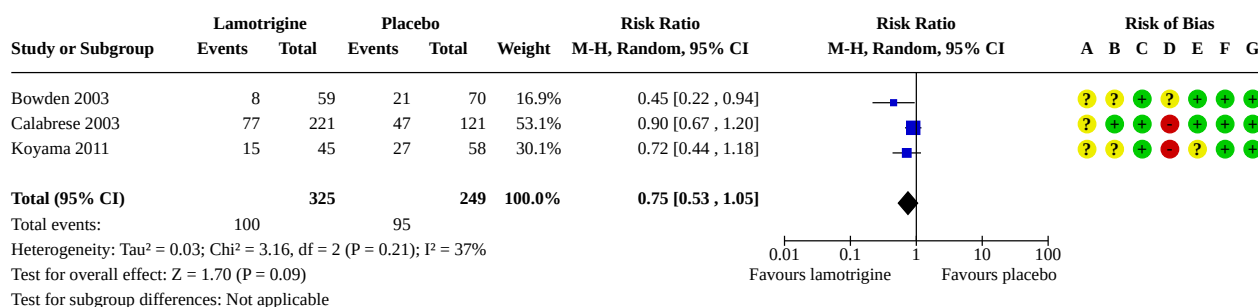 Lamotrigine Placebo Risk Ratio Risk Ratio Risk of Bias
Study or Subgroup Events Total Events Total Weight M-H, Random, 95% CI M-H, Random, 95% CI A B C D E F G
Bowden 2003 8 59 21 70 16.9% 0.45 [0.22 , 0.94] ? ? + ? + + +
Calabrese 2003 77 221 47 121 53.1% 0.90 [0.67 , 1.20] ? + + - + + +
Koyama 2011 15 45 27 58 30.1% 0.72 [0.44 , 1.18] ? ? + - ? + +
Total (95% CI) 325 249 100.0% 0.75 [0.53 , 1.05]
Total events: 100 95
Heterogeneity: Tau² = 0.03; Chi² = 3.16, df = 2 (P = 0.21); I² = 37%
0.01 0.1 1 10 100
Test for overall effect: Z = 1.70 (P = 0.09)
Favours lamotrigine Favours placebo
Test for subgroup differences: Not applicable